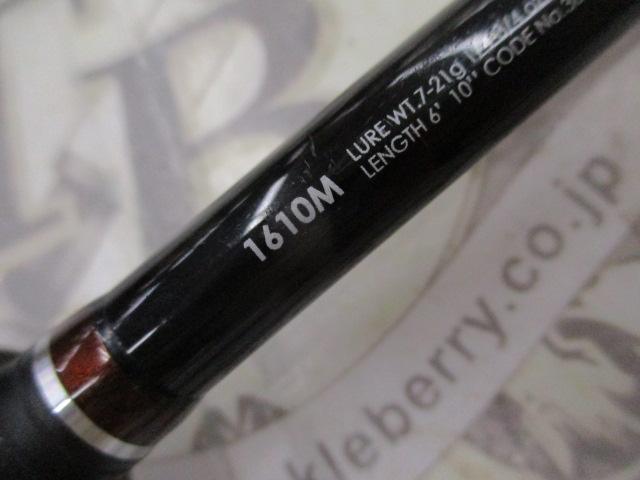 1610M
LURE WT.7-21g
LENGTH 6' 10" CODE No.
kleberry.co.jp